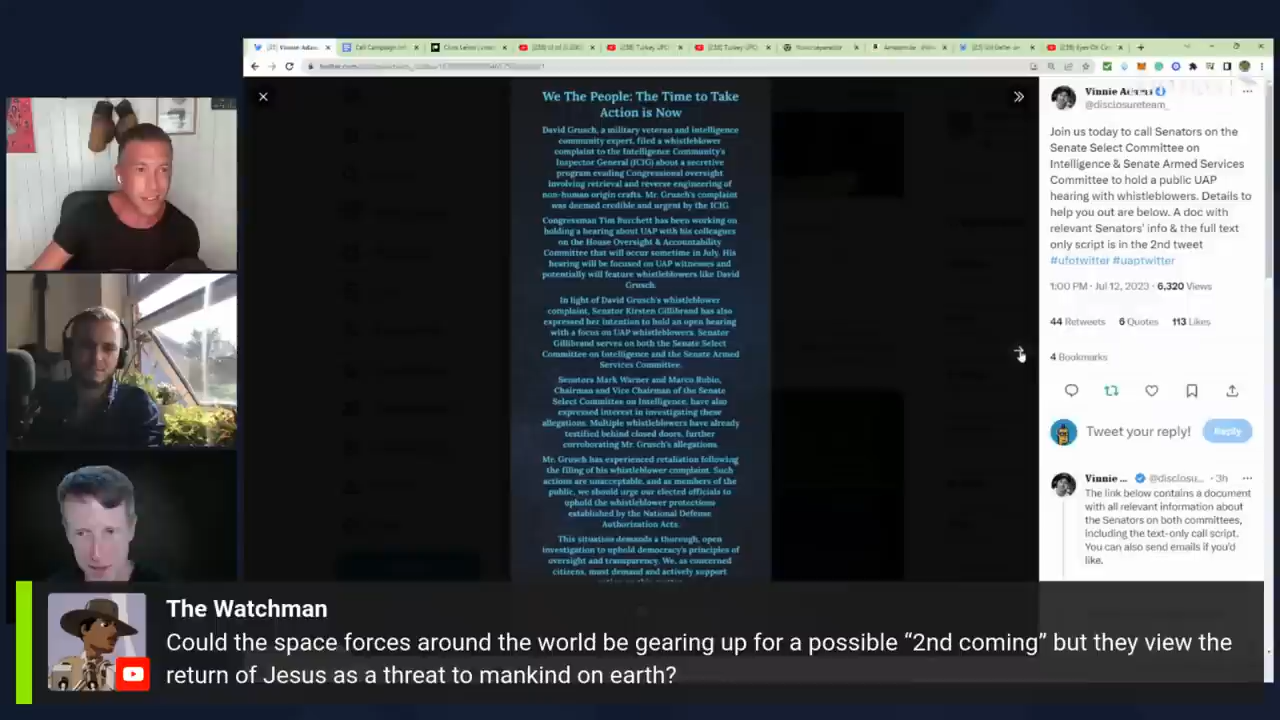 Vinnie Adams
Call Campaign Inf
We The People: The Time to Take
Action is Now
David Grusch, a military veteran and intelligence
community expert, filed a whistleblower
complaint to the Intelligence Community's
Inspector General (ICIG) about a secretive
program evading Congressional oversight
involving retrieval and reverse engineering of
non-human origin crafts. Mr. Grusch's complaint
was deemed credible and urgent by the ICIG.
Congressman Tim Burchett has been working on
holding a hearing about UAP with his colleagues
on the House Oversight & Accountability
Committee that will occur sometime in July. His
hearing will be focused on UAP witnesses and
potentially will feature whistleblowers like David
Grusch.
In light of David Grusch's whistleblower
complaint, Senator Kirsten Gillibrand has also
expressed her intention to hold an open hearing
with a focus on UAP whistleblowers. Senator
Gillibrand serves on both the Senate Select
Committee on Intelligence and the Senate Armed
Services Committee.
Senators Mark Warner and Marco Rubio,
Chairman and Vice Chairman of the Senate
Select Committee on Intelligence, have also
expressed interest in investigating these
allegations. Multiple whistleblowers have already
testified behind closed doors, further
corroborating Mr. Grusch's allegations.
Mr. Grusch has experienced retaliation following
the filing of his whistleblower complaint. Such
actions are unacceptable, and as members of the
public, we should urge our elected officials to
uphold the whistleblower protections
established by the National Defense
Authorization Acts.
This situation demands a thorough, open
investigation to uphold democracy's principles of
oversight and transparency. We, as concerned
citizens, must demand and actively support
Vinnie Adams
@disclosureteam_
Join us today to call Senators on the
Senate Select Committee on
Intelligence & Senate Armed Services
Committee to hold a public UAP
hearing with whistleblowers. Details to
help you out are below. A doc with
relevant Senators' info & the full text
only script is in the 2nd tweet
#ufotwitter #uaptwitter
1:00 PM · Jul 12, 2023 · 6,320 Views
44 Retweets 6 Quotes 113 Likes
4 Bookmarks
Tweet your reply! Reply
Vinnie ... @disclosu... · 3h
The link below contains a document
with all relevant information about
the Senators on both committees,
including the text-only call script.
You can also send emails if you'd
like.
The Watchman
Could the space forces around the world be gearing up for a possible “2nd coming” but they view the
return of Jesus as a threat to mankind on earth?